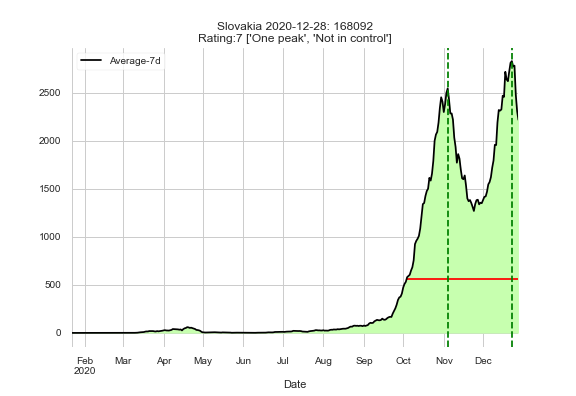 Slovakia 2020-12-28: 168092
Rating:7 ['One peak', 'Not in control']
Average-7d
2500
2000
1500
1000
500
0
Feb Mar Apr May Jun Jul Aug Sep Oct Nov Dec
2020
Date